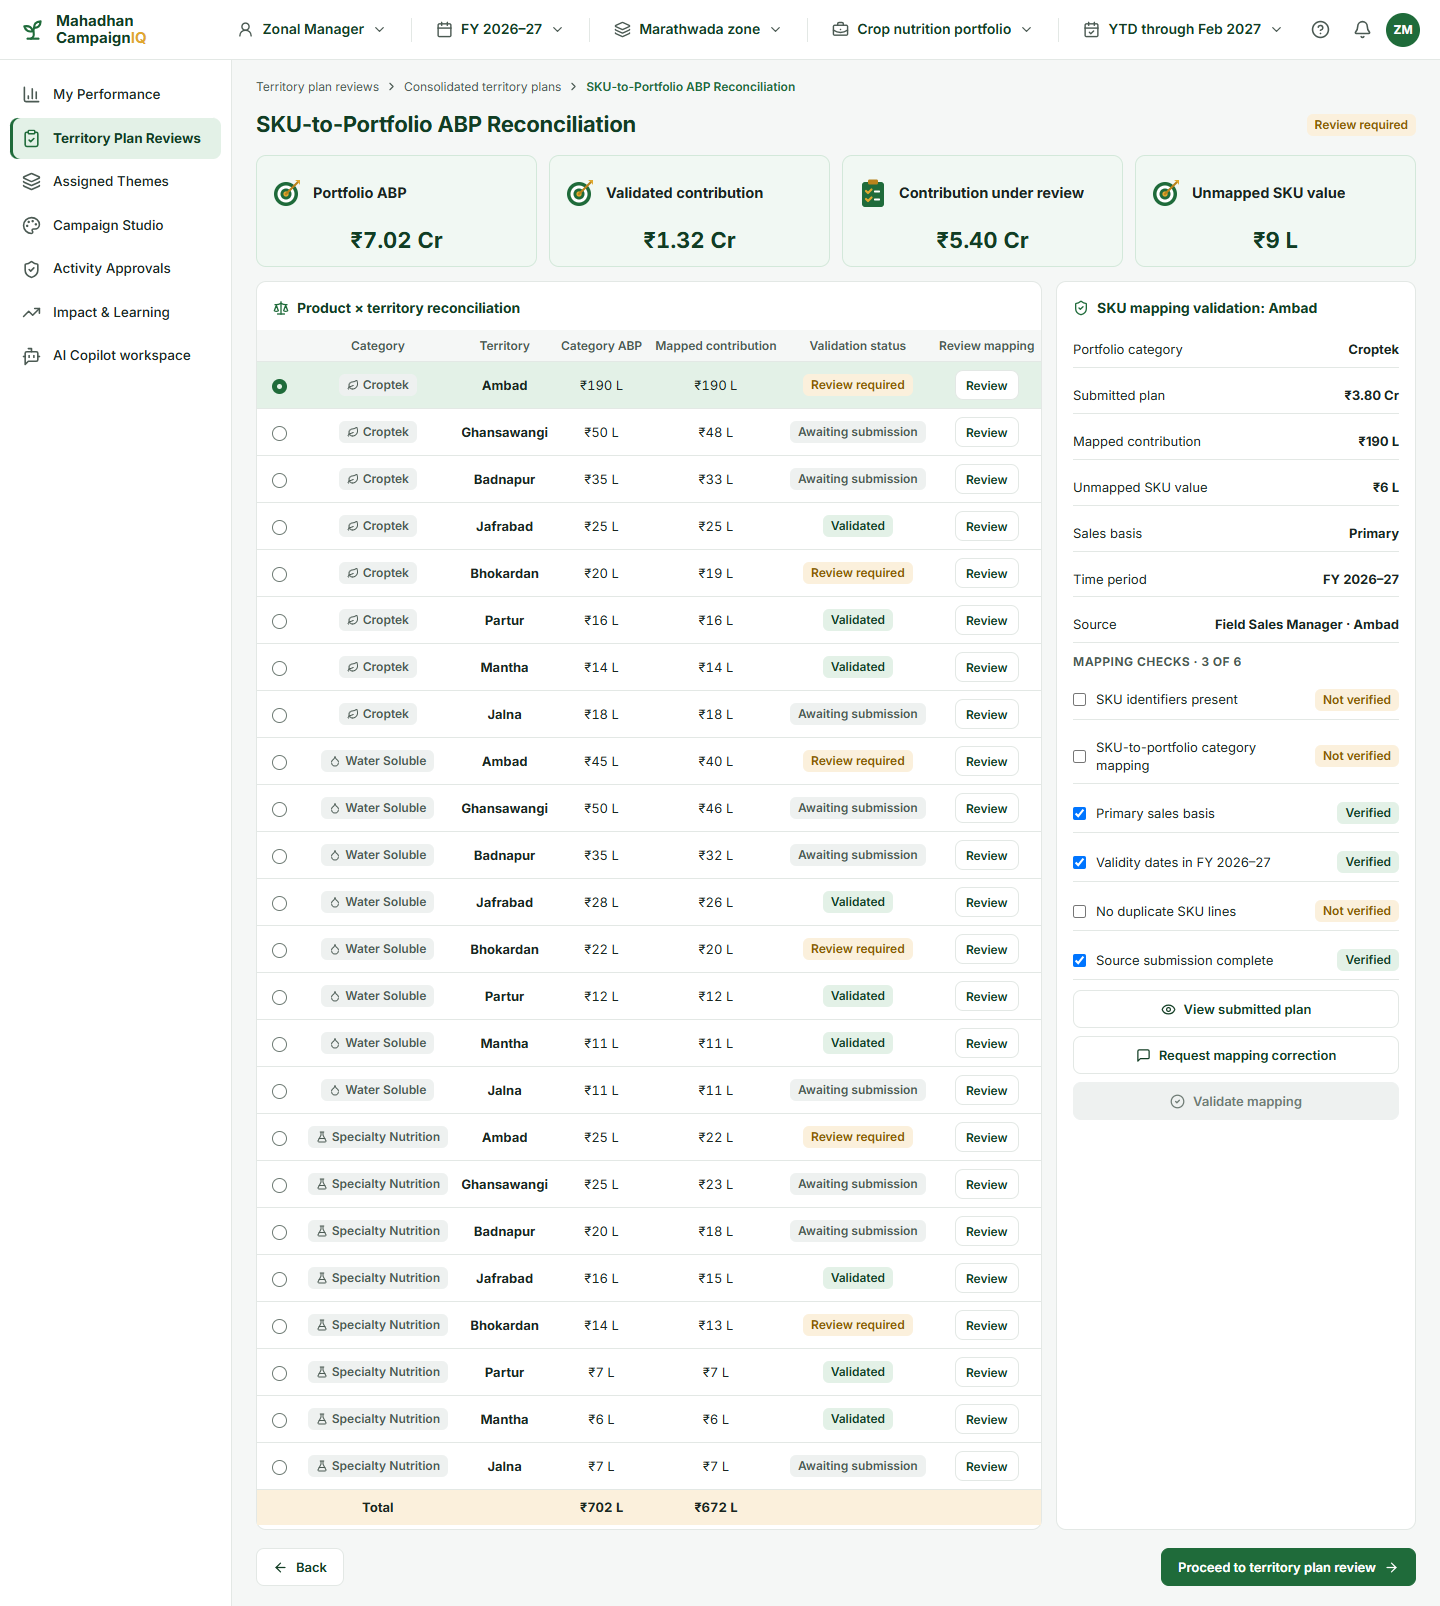 Mahadhan
CampaignIQ
Zonal Manager
FY 2026–27
Marathwada zone
Crop nutrition portfolio
YTD through Feb 2027
ZM
My Performance
Territory Plan Reviews
Assigned Themes
Campaign Studio
Activity Approvals
Impact & Learning
AI Copilot workspace
Territory plan reviews > Consolidated territory plans > SKU-to-Portfolio ABP Reconciliation
SKU-to-Portfolio ABP Reconciliation
Review required
Portfolio ABP
₹7.02 Cr
Validated contribution
₹1.32 Cr
Contribution under review
₹5.40 Cr
Unmapped SKU value
₹9 L
Product × territory reconciliation
Category Territory Category ABP Mapped contribution Validation status Review mapping
Croptek Ambad ₹190 L ₹190 L Review required Review
Croptek Ghansawangi ₹50 L ₹48 L Awaiting submission Review
Croptek Badnapur ₹35 L ₹33 L Awaiting submission Review
Croptek Jafrabad ₹25 L ₹25 L Validated Review
Croptek Bhokardan ₹20 L ₹19 L Review required Review
Croptek Partur ₹16 L ₹16 L Validated Review
Croptek Mantha ₹14 L ₹14 L Validated Review
Croptek Jalna ₹18 L ₹18 L Awaiting submission Review
Water Soluble Ambad ₹45 L ₹40 L Review required Review
Water Soluble Ghansawangi ₹50 L ₹46 L Awaiting submission Review
Water Soluble Badnapur ₹35 L ₹32 L Awaiting submission Review
Water Soluble Jafrabad ₹28 L ₹26 L Validated Review
Water Soluble Bhokardan ₹22 L ₹20 L Review required Review
Water Soluble Partur ₹12 L ₹12 L Validated Review
Water Soluble Mantha ₹11 L ₹11 L Validated Review
Water Soluble Jalna ₹11 L ₹11 L Awaiting submission Review
Specialty Nutrition Ambad ₹25 L ₹22 L Review required Review
Specialty Nutrition Ghansawangi ₹25 L ₹23 L Awaiting submission Review
Specialty Nutrition Badnapur ₹20 L ₹18 L Awaiting submission Review
Specialty Nutrition Jafrabad ₹16 L ₹15 L Validated Review
Specialty Nutrition Bhokardan ₹14 L ₹13 L Review required Review
Specialty Nutrition Partur ₹7 L ₹7 L Validated Review
Specialty Nutrition Mantha ₹6 L ₹6 L Validated Review
Specialty Nutrition Jalna ₹7 L ₹7 L Awaiting submission Review
Total ₹702 L ₹672 L
SKU mapping validation: Ambad
Portfolio category Croptek
Submitted plan ₹3.80 Cr
Mapped contribution ₹190 L
Unmapped SKU value ₹6 L
Sales basis Primary
Time period FY 2026–27
Source Field Sales Manager · Ambad
MAPPING CHECKS · 3 OF 6
SKU identifiers present Not verified
SKU-to-portfolio category
mapping Not verified
Primary sales basis Verified
Validity dates in FY 2026–27 Verified
No duplicate SKU lines Not verified
Source submission complete Verified
View submitted plan
Request mapping correction
Validate mapping
Back
Proceed to territory plan review